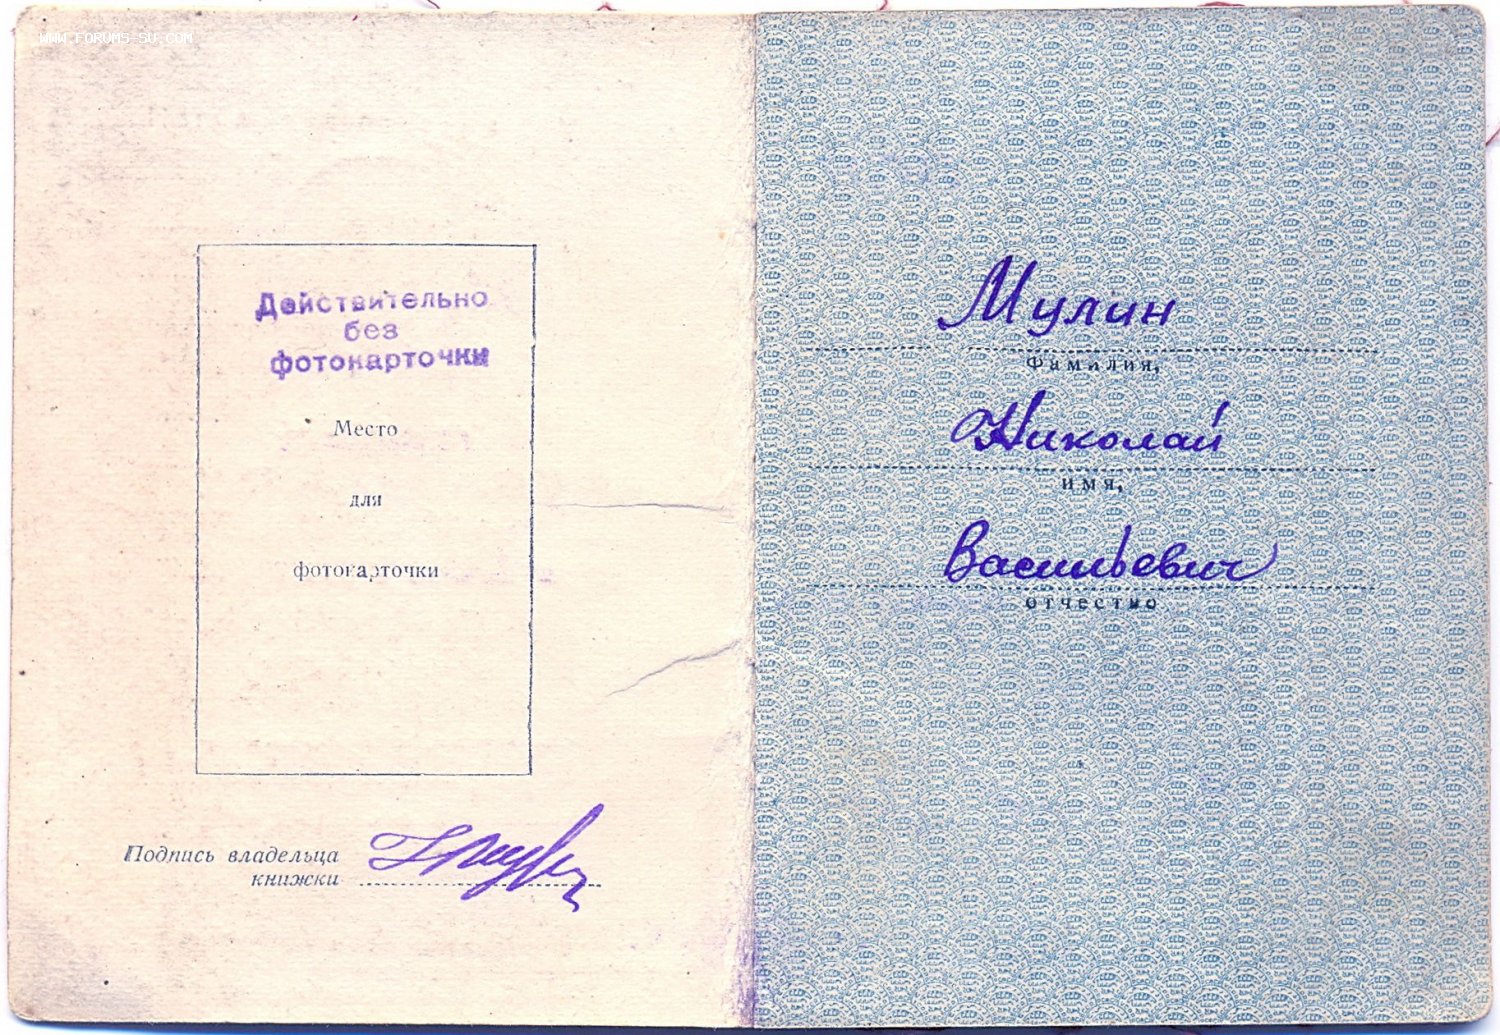 WWW.FORUMS-SU.COM
Действительно
без
фотокарточки
Место
для
фотокарточки
Подпись владельца
книжки
Мулин
Фамилия,
Николай
имя,
Васильевич
отчество